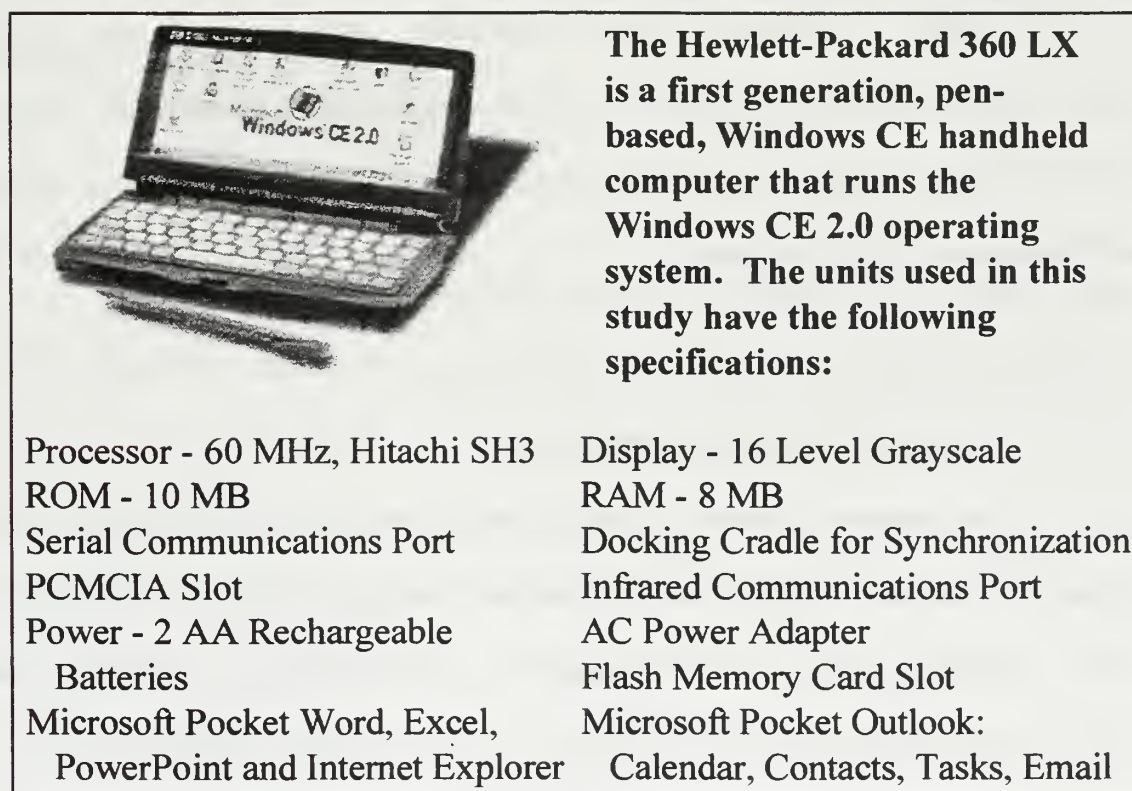 Windows CE 2.0
The Hewlett-Packard 360 LX
is a first generation, pen-
based, Windows CE handheld
computer that runs the
Windows CE 2.0 operating
system. The units used in this
study have the following
specifications:
Processor - 60 MHz, Hitachi SH3
ROM - 10 MB
Serial Communications Port
PCMCIA Slot
Power - 2 AA Rechargeable
Batteries
Microsoft Pocket Word, Excel,
PowerPoint and Internet Explorer
Display - 16 Level Grayscale
RAM - 8 MB
Docking Cradle for Synchronization
Infrared Communications Port
AC Power Adapter
Flash Memory Card Slot
Microsoft Pocket Outlook:
Calendar, Contacts, Tasks, Email